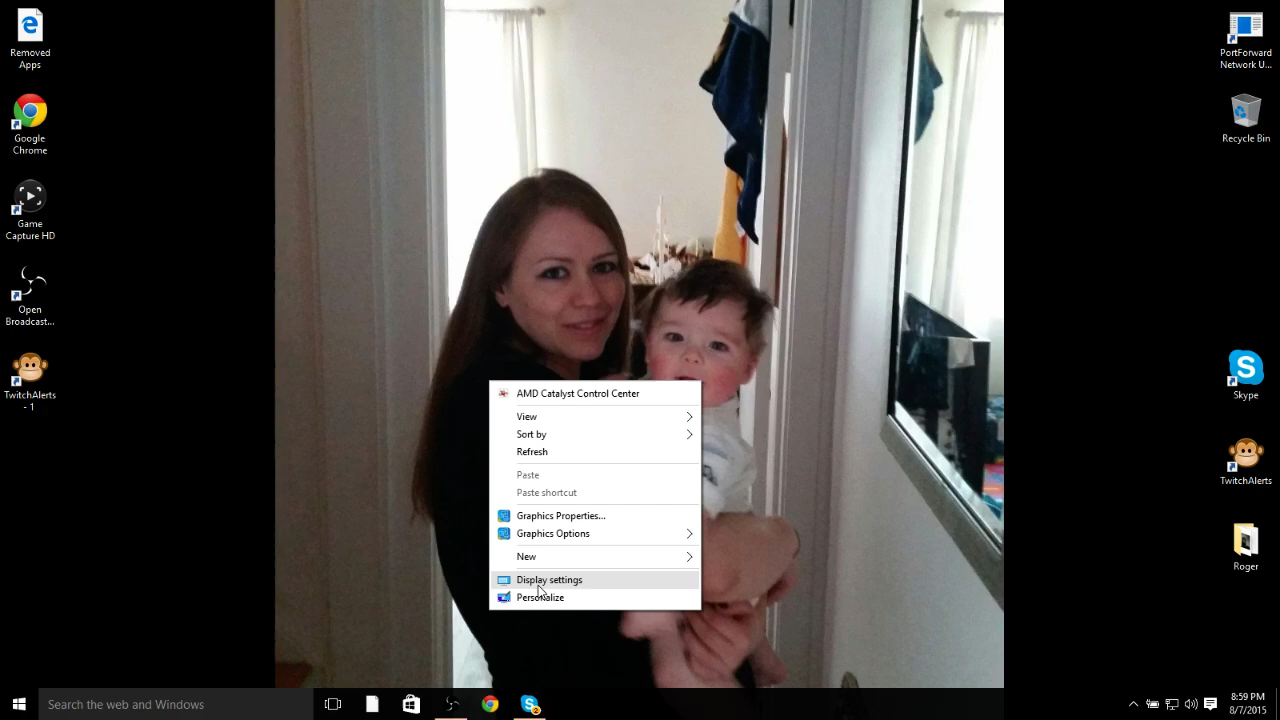 Removed
Apps
Google
Chrome
Game
Capture HD
Open
Broadcast...
TwitchAlerts
- 1
AMD Catalyst Control Center
View
Sort by
Refresh
Paste
Paste shortcut
Graphics Properties...
Graphics Options
New
Display settings
Personalize
PortForward
Network U...
Recycle Bin
Skype
TwitchAlerts
Roger
Search the web and Windows
2
8:59 PM
8/7/2015